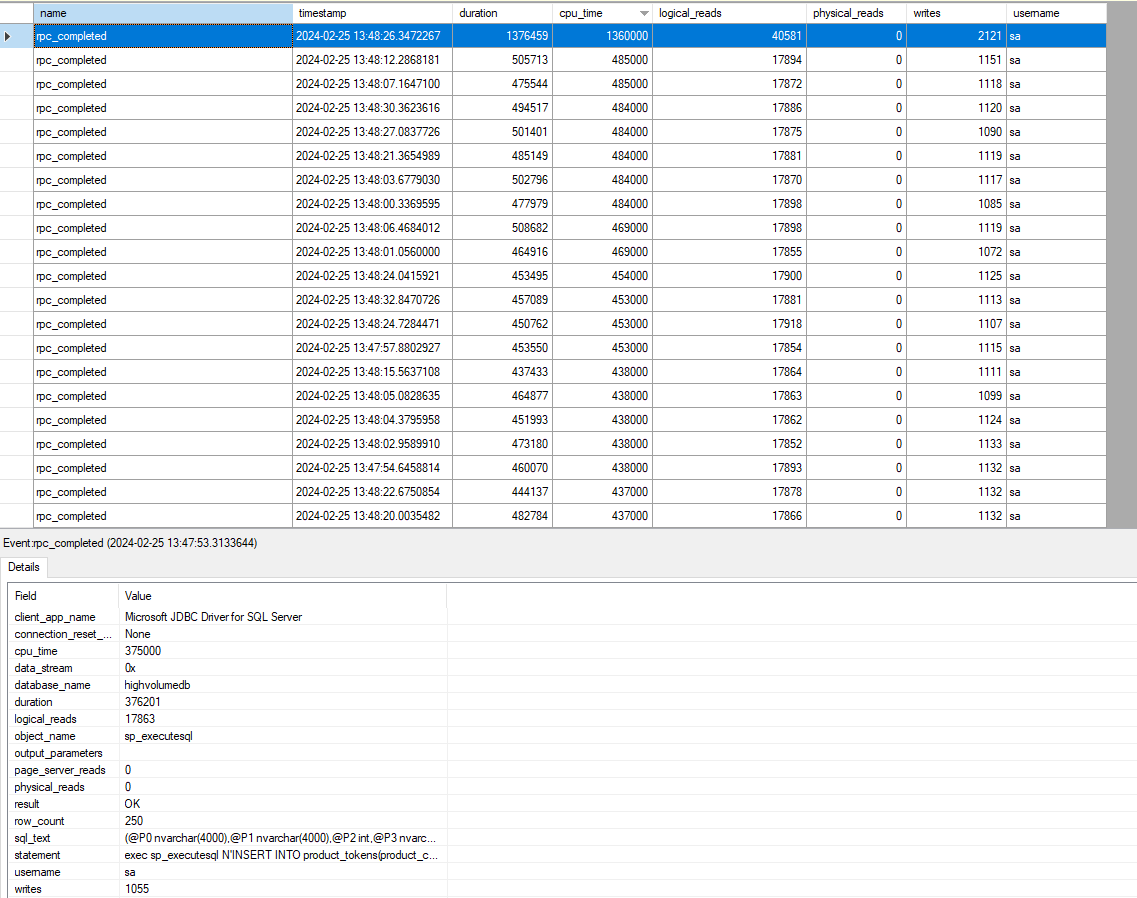 name timestamp duration cpu_time logical_reads physical_reads writes username
rpc_completed 2024-02-25 13:48:26.3472267 1376459 1360000 40581 0 2121 sa
rpc_completed 2024-02-25 13:48:12.2868181 505713 485000 17894 0 1151 sa
rpc_completed 2024-02-25 13:48:07.1647100 475544 485000 17872 0 1118 sa
rpc_completed 2024-02-25 13:48:30.3623616 494517 484000 17886 0 1120 sa
rpc_completed 2024-02-25 13:48:27.0837726 501401 484000 17875 0 1090 sa
rpc_completed 2024-02-25 13:48:21.3654989 485149 484000 17881 0 1119 sa
rpc_completed 2024-02-25 13:48:03.6779030 502796 484000 17870 0 1117 sa
rpc_completed 2024-02-25 13:48:00.3369595 477979 484000 17898 0 1085 sa
rpc_completed 2024-02-25 13:48:06.4684012 508682 469000 17898 0 1119 sa
rpc_completed 2024-02-25 13:48:01.0560000 464916 469000 17855 0 1072 sa
rpc_completed 2024-02-25 13:48:24.0415921 453495 454000 17900 0 1125 sa
rpc_completed 2024-02-25 13:48:32.8470726 457089 453000 17881 0 1113 sa
rpc_completed 2024-02-25 13:48:24.7284471 450762 453000 17918 0 1107 sa
rpc_completed 2024-02-25 13:47:57.8802927 453550 453000 17854 0 1115 sa
rpc_completed 2024-02-25 13:48:15.5637108 437433 438000 17864 0 1111 sa
rpc_completed 2024-02-25 13:48:05.0828635 464877 438000 17863 0 1099 sa
rpc_completed 2024-02-25 13:48:04.3795958 451993 438000 17862 0 1124 sa
rpc_completed 2024-02-25 13:48:02.9589910 473180 438000 17852 0 1133 sa
rpc_completed 2024-02-25 13:47:54.6458814 460070 438000 17893 0 1132 sa
rpc_completed 2024-02-25 13:48:22.6750854 444137 437000 17878 0 1132 sa
rpc_completed 2024-02-25 13:48:20.0035482 482784 437000 17866 0 1132 sa
Event:rpc_completed (2024-02-25 13:47:53.3133644)
Details
Field Value
client_app_name Microsoft JDBC Driver for SQL Server
connection_reset_... None
cpu_time 375000
data_stream 0x
database_name highvolumedb
duration 376201
logical_reads 17863
object_name sp_executesql
output_parameters
page_server_reads 0
physical_reads 0
result OK
row_count 250
sql_text (@P0 nvarchar(4000),@P1 nvarchar(4000),@P2 int,@P3 nvarc...
statement exec sp_executesql N'INSERT INTO product_tokens(product_c...
username sa
writes 1055